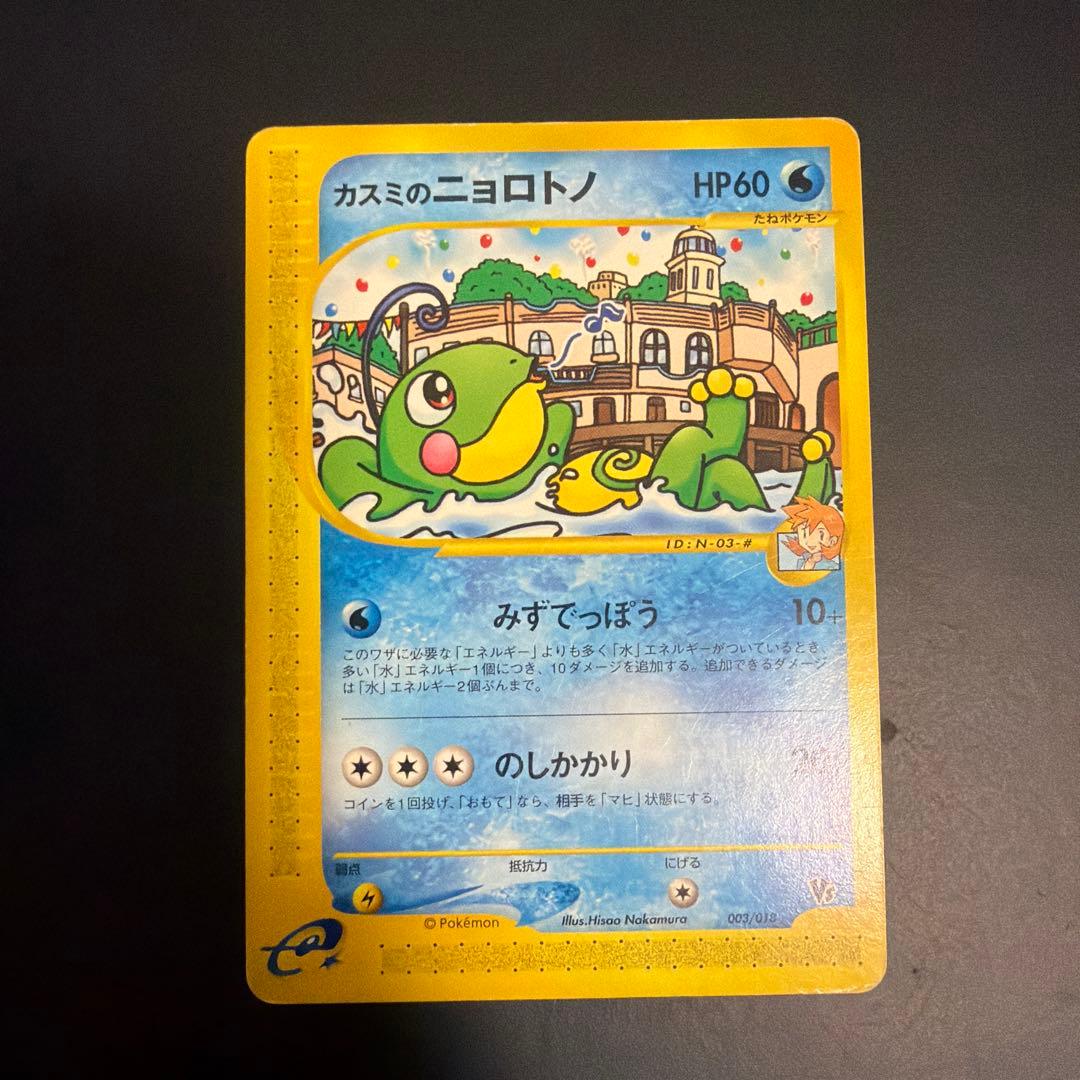 カスミのニョロトノ HP60
たねポケモン
ID:N-03-#
みずでっぽう 10+
このワザに必要な「エネルギー」よりも多く「水」エネルギーがついているとき、
多い「水」エネルギー1個につき、10ダメージを追加する。追加できるダメージ
は「水」エネルギー2個ぶんまで。
のしかかり
コインを1回投げ、「おもて」なら、相手を「マヒ」状態にする。
弱点 抵抗力 にげる
© Pokémon Illus.Hisao Nakamura 003/018 VS
e